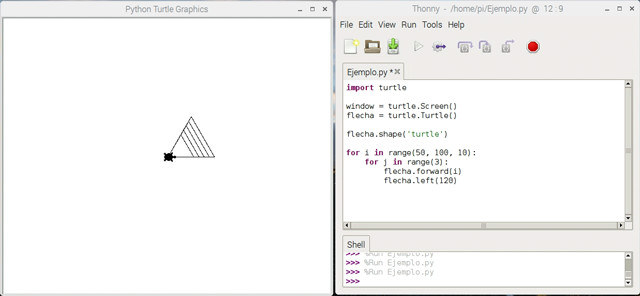 Python Turtle Graphics
Thonny - /home/pi/Ejemplo.py @ 12:9
File Edit View Run Tools Help
Ejemplo.py *
import turtle
window = turtle.Screen()
flecha = turtle.Turtle()
flecha.shape('turtle')
for i in range(50, 100, 10):
for j in range(3):
flecha.forward(i)
flecha.left(120)
Shell
>>> %Run Ejemplo.py
>>> %Run Ejemplo.py
>>> %Run Ejemplo.py
>>>